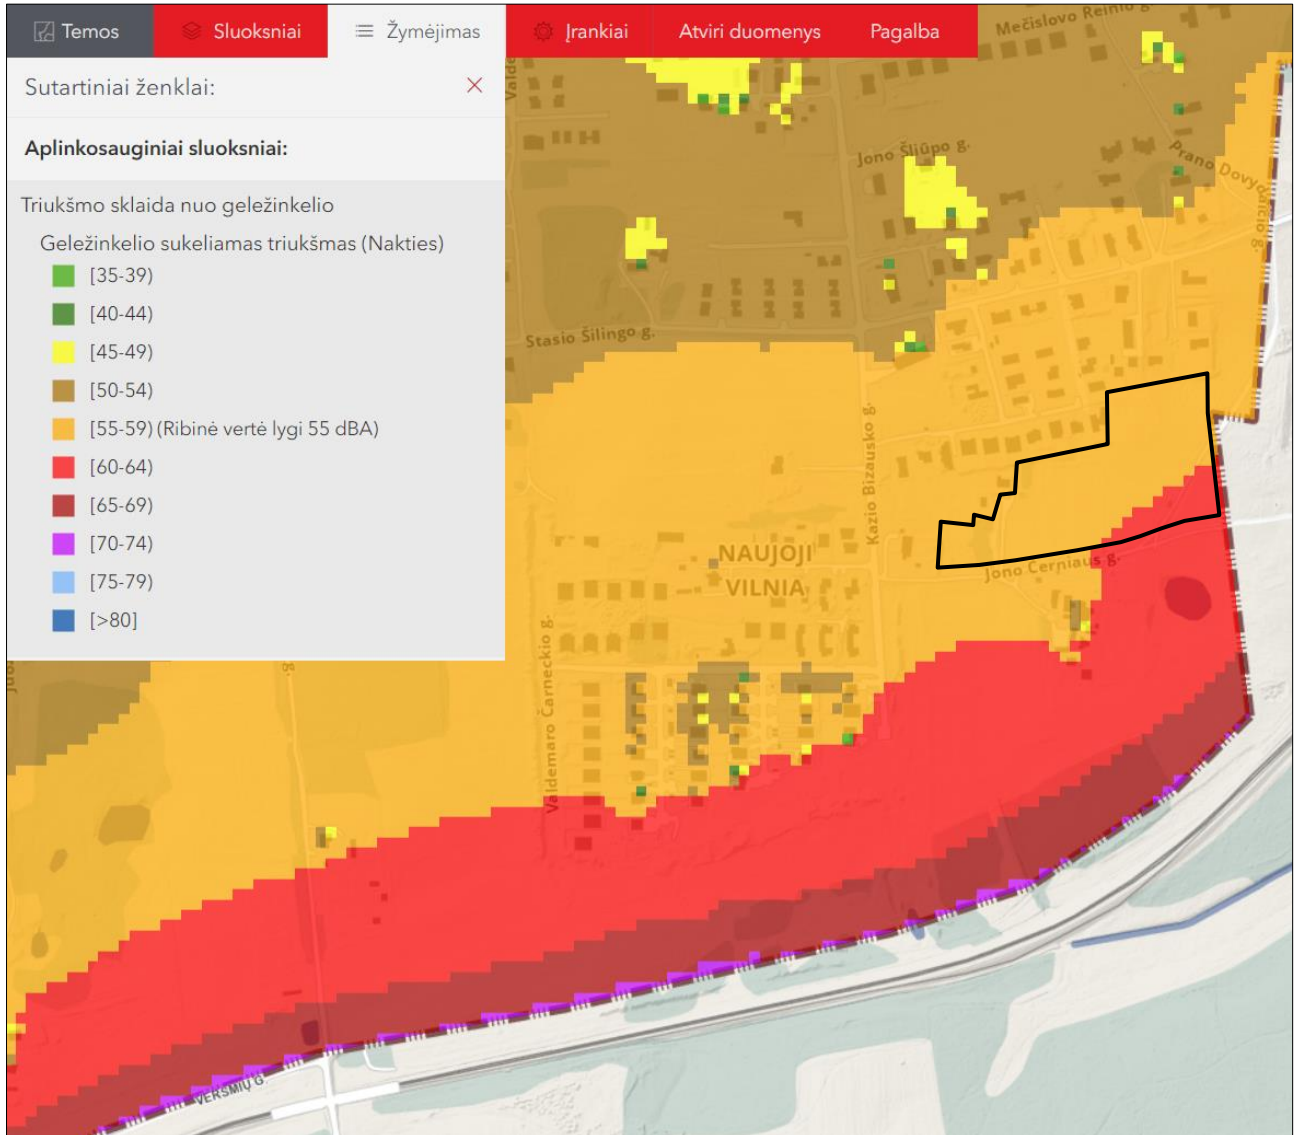 Temos
Sluoksniai
Žymėjimas
Įrankiai
Atviri duomenys
Pagalba
Sutartiniai ženklai:
Aplinkosauginiai sluoksniai:
Triukšmo sklaida nuo geležinkelio
Geležinkelio sukeliamas triukšmas (Nakties)
[35-39)
[40-44)
[45-49)
[50-54)
[55-59) (Ribinė vertė lygi 55 dBA)
[60-64)
[65-69)
[70-74)
[75-79)
[>80]
Mečislovo Reinio g.
Valde
Jono Šliūpo g.
Prano Dovydaičio g.
Stasio Šilingo g.
Kazio Bizausko g.
NAUJOJI
VILNIA
Jono Černiaus g.
Valdemaro Čarneckio g.
g.
VERSMIŲ G.